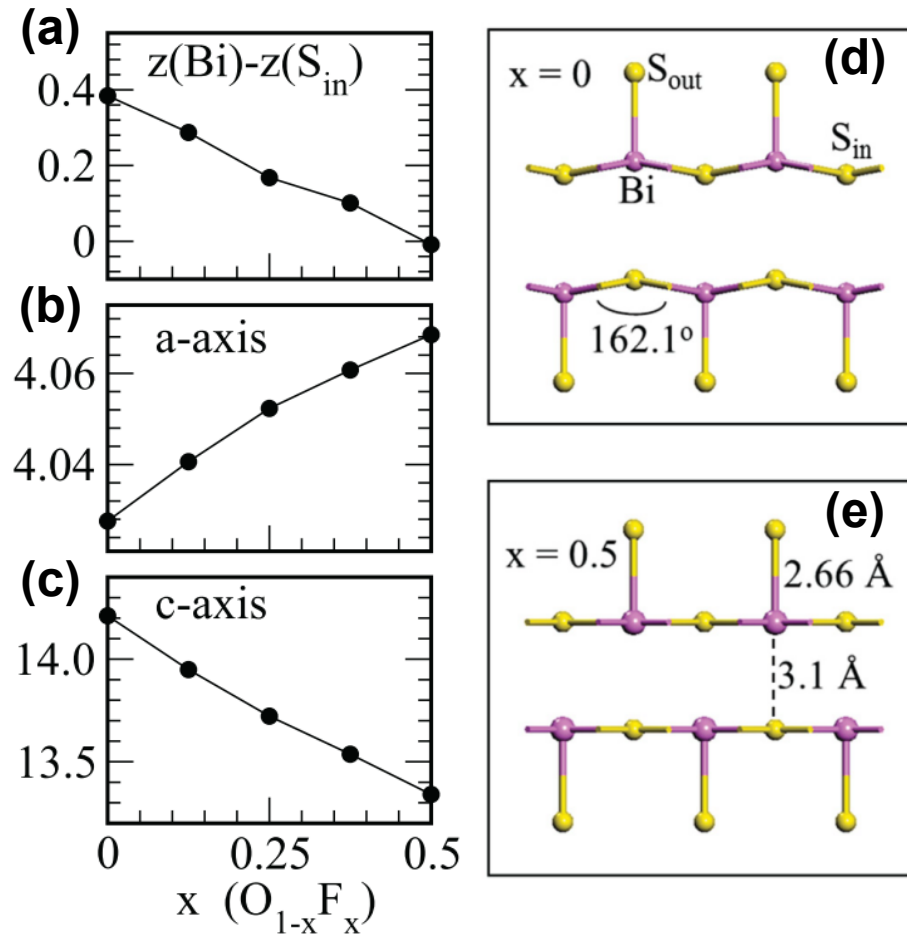 (a)
z(Bi)-z(S_in)
0.4
0.2
0
(b)
a-axis
4.06
4.04
(c)
c-axis
14.0
13.5
0 0.25 0.5
x (O_1-xF_x)
(d)
x = 0
S_out
S_in
Bi
162.1°
(e)
x = 0.5
2.66 Å
3.1 Å